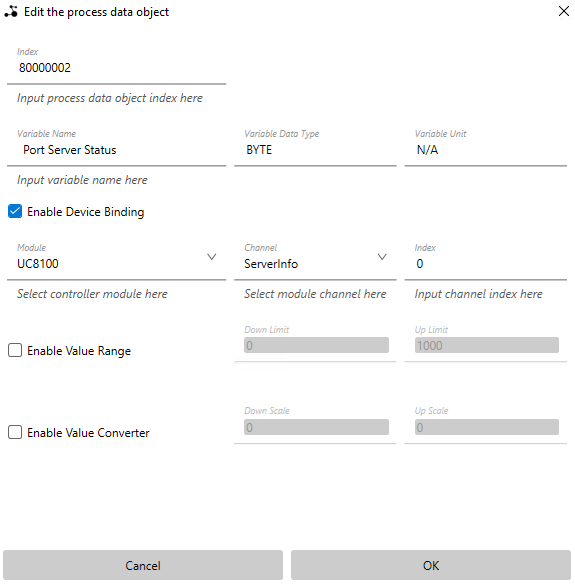 Edit the process data object
Index
80000002
Input process data object index here
Variable Name
Port Server Status
Variable Data Type
BYTE
Variable Unit
N/A
Input variable name here
Enable Device Binding
Module
UC8100
Channel
ServerInfo
Index
0
Select controller module here
Select module channel here
Input channel index here
Enable Value Range
Down Limit
0
Up Limit
1000
Enable Value Converter
Down Scale
0
Up Scale
0
Cancel
OK